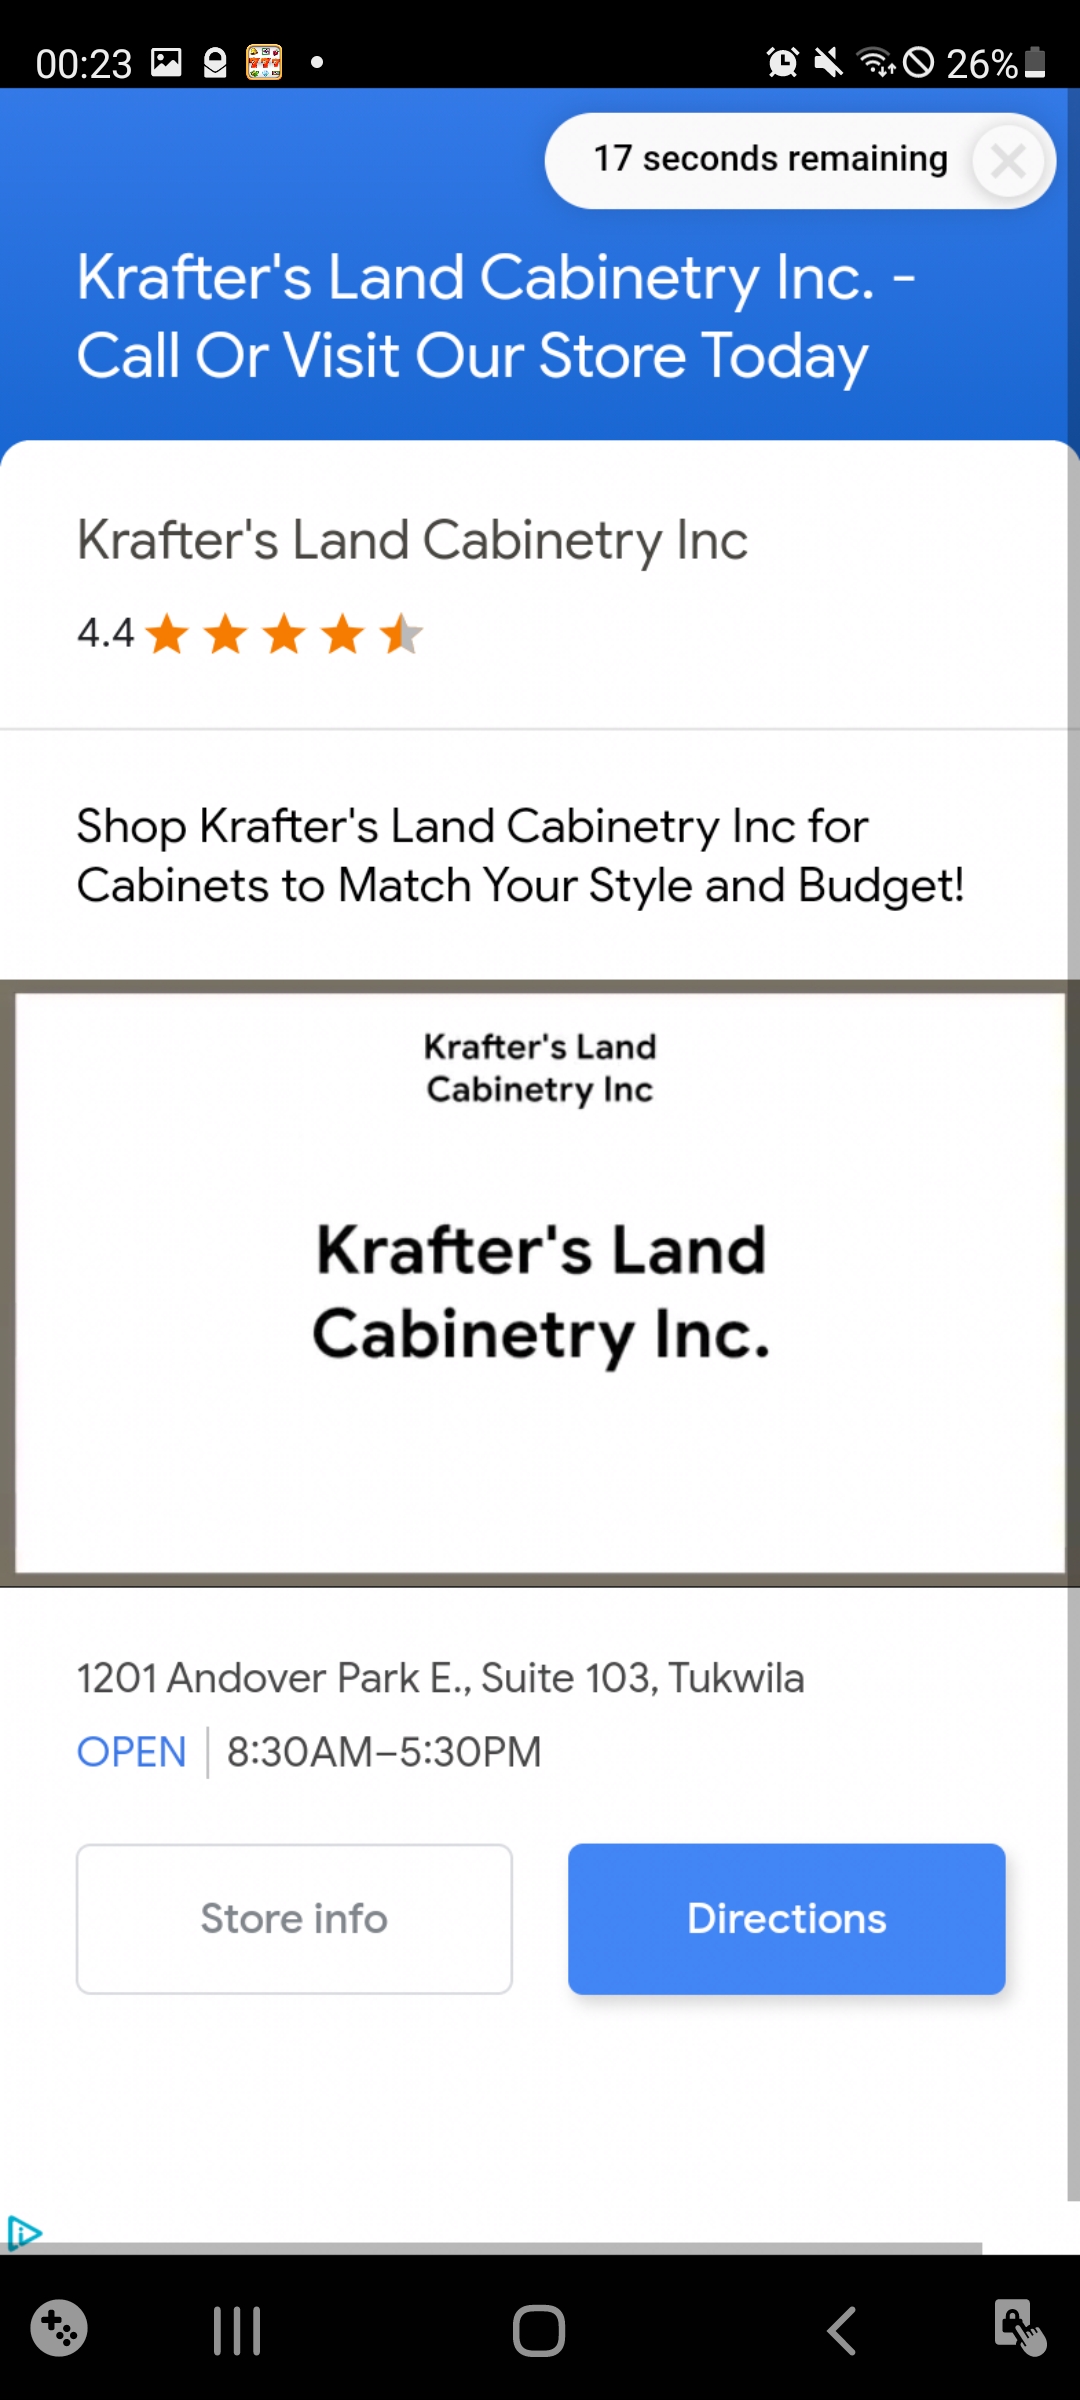 00:23
26%
17 seconds remaining
Krafter's Land Cabinetry Inc. -
Call Or Visit Our Store Today
Krafter's Land Cabinetry Inc
4.4
Shop Krafter's Land Cabinetry Inc for
Cabinets to Match Your Style and Budget!
Krafter's Land
Cabinetry Inc
Krafter's Land
Cabinetry Inc.
1201 Andover Park E., Suite 103, Tukwila
OPEN 8:30AM–5:30PM
Store info
Directions